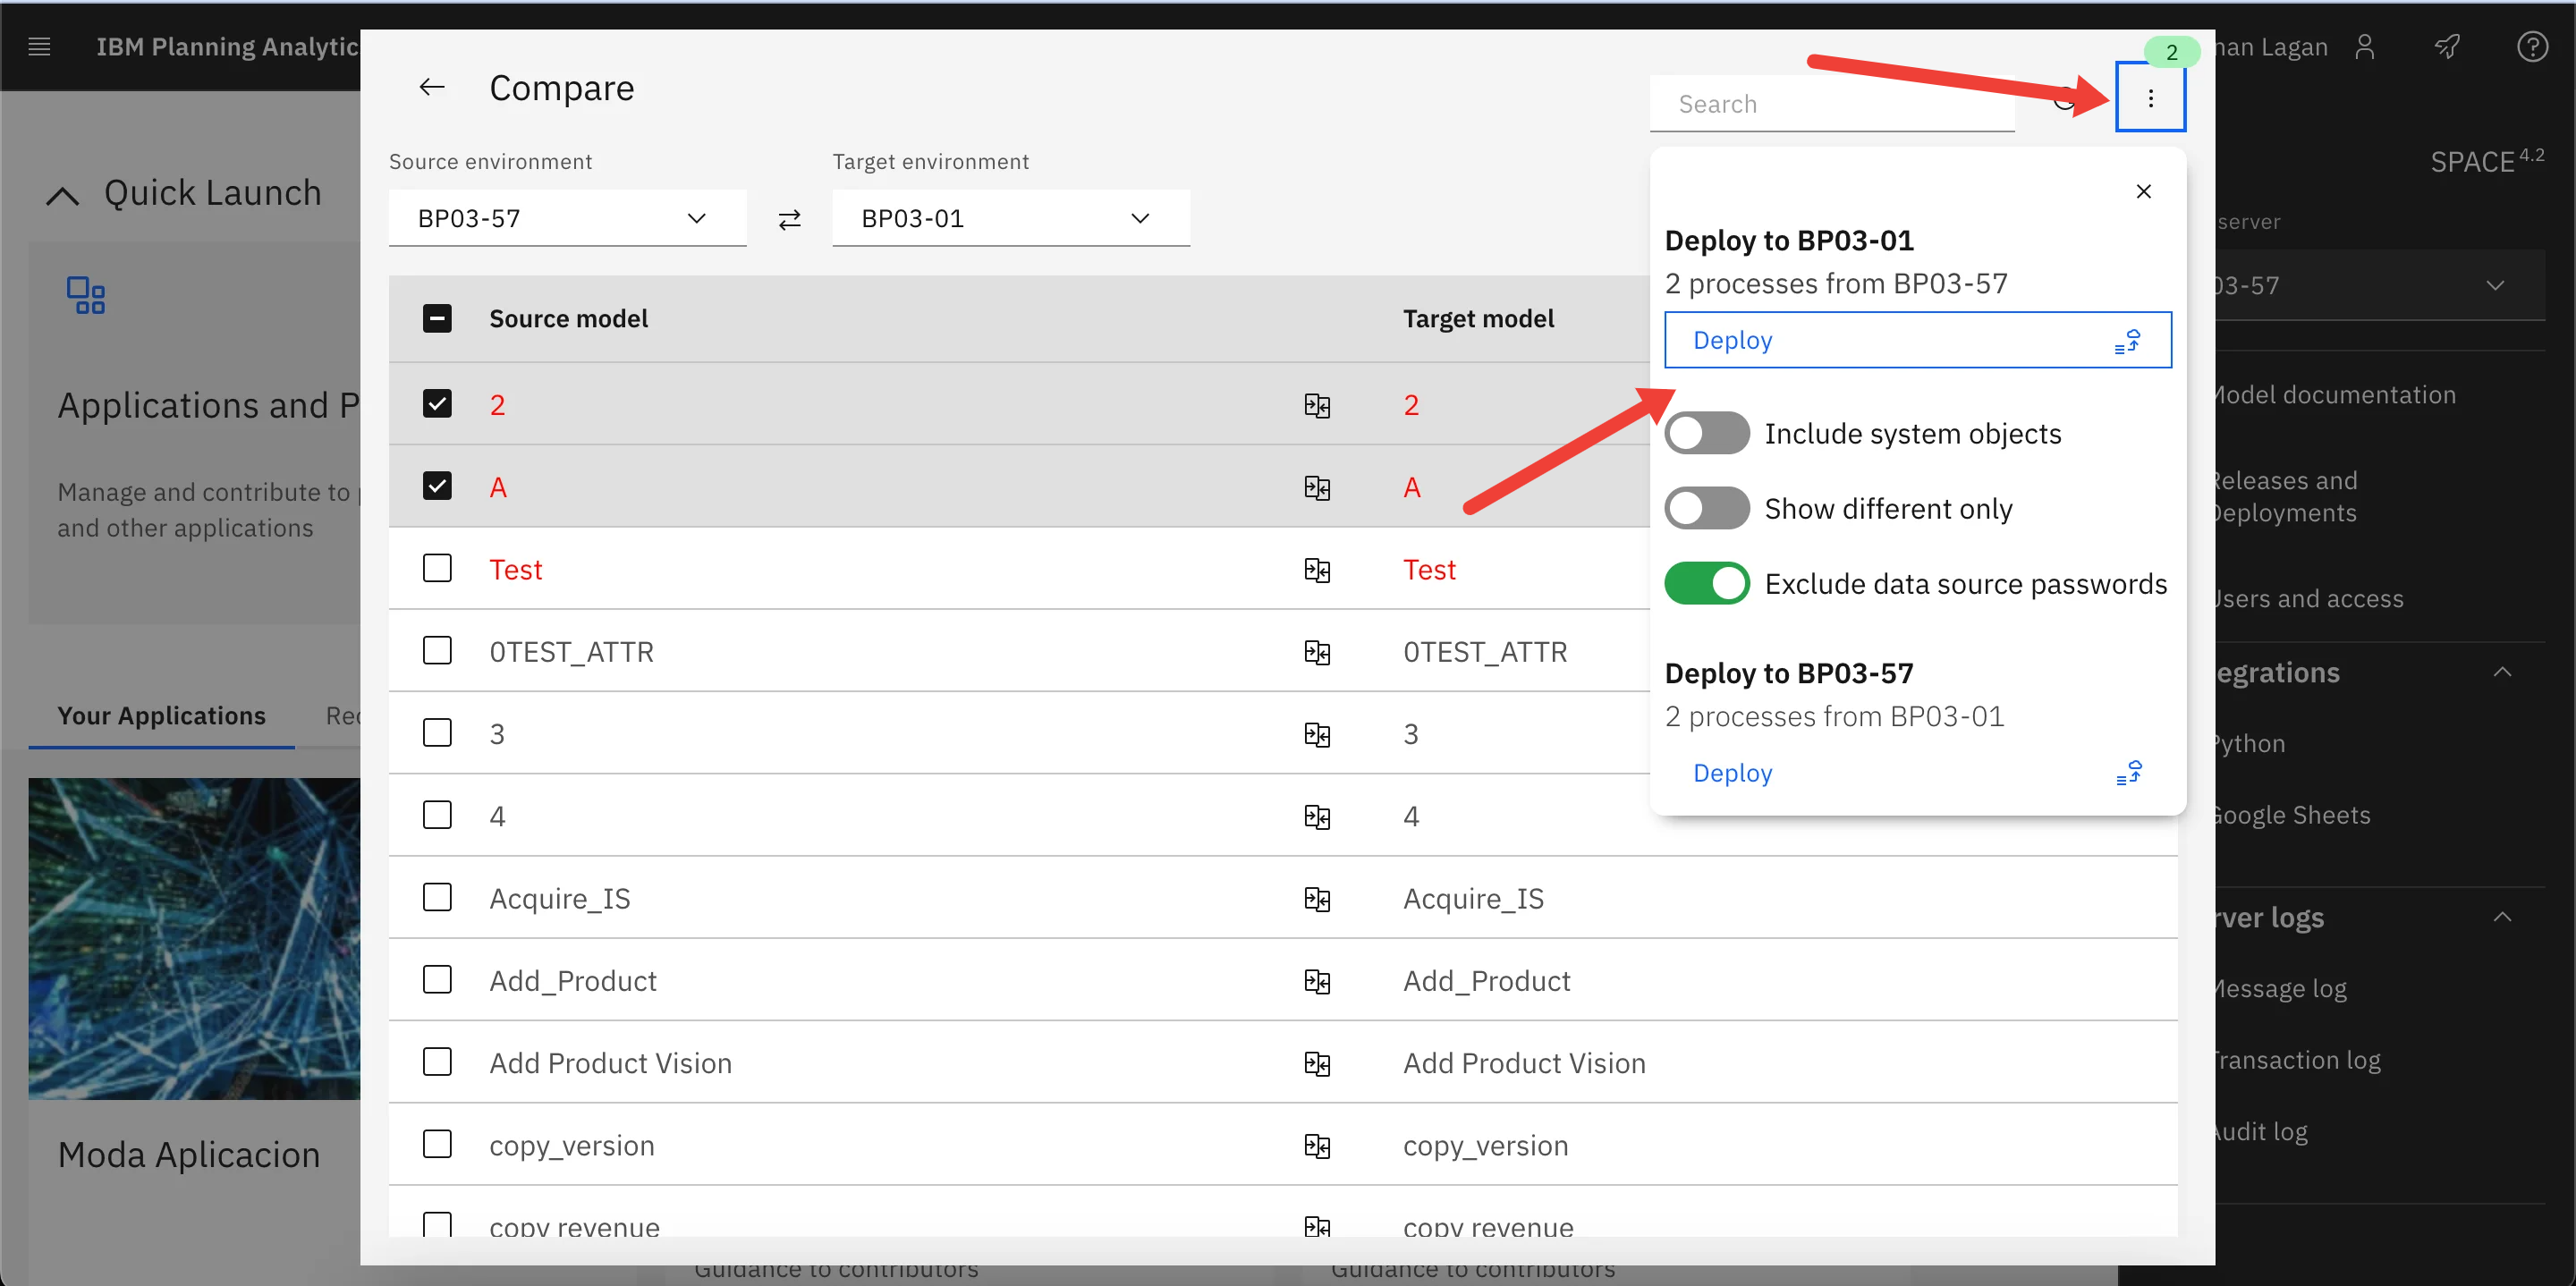 IBM Planning Analytic
Compare
Search
2
nan Lagan
SPACE 4.2
Quick Launch
Source environment
Target environment
BP03-57
BP03-01
server
03-57
Deploy to BP03-01
2 processes from BP03-57
Deploy
Include system objects
Show different only
Exclude data source passwords
Deploy to BP03-57
2 processes from BP03-01
Deploy
Source model
Target model
2
2
A
A
Test
Test
0TEST_ATTR
0TEST_ATTR
3
3
4
4
Acquire_IS
Acquire_IS
Add_Product
Add_Product
Add Product Vision
Add Product Vision
copy_version
copy_version
copy revenue
copy revenue
Applications and P
Manage and contribute to
and other applications
Your Applications
Rec
Moda Aplicacion
Guidance to contributors
Guidance to contributors
Model documentation
Releases and
Deployments
Users and access
egrations
Python
Google Sheets
rver logs
Message log
Transaction log
Audit log